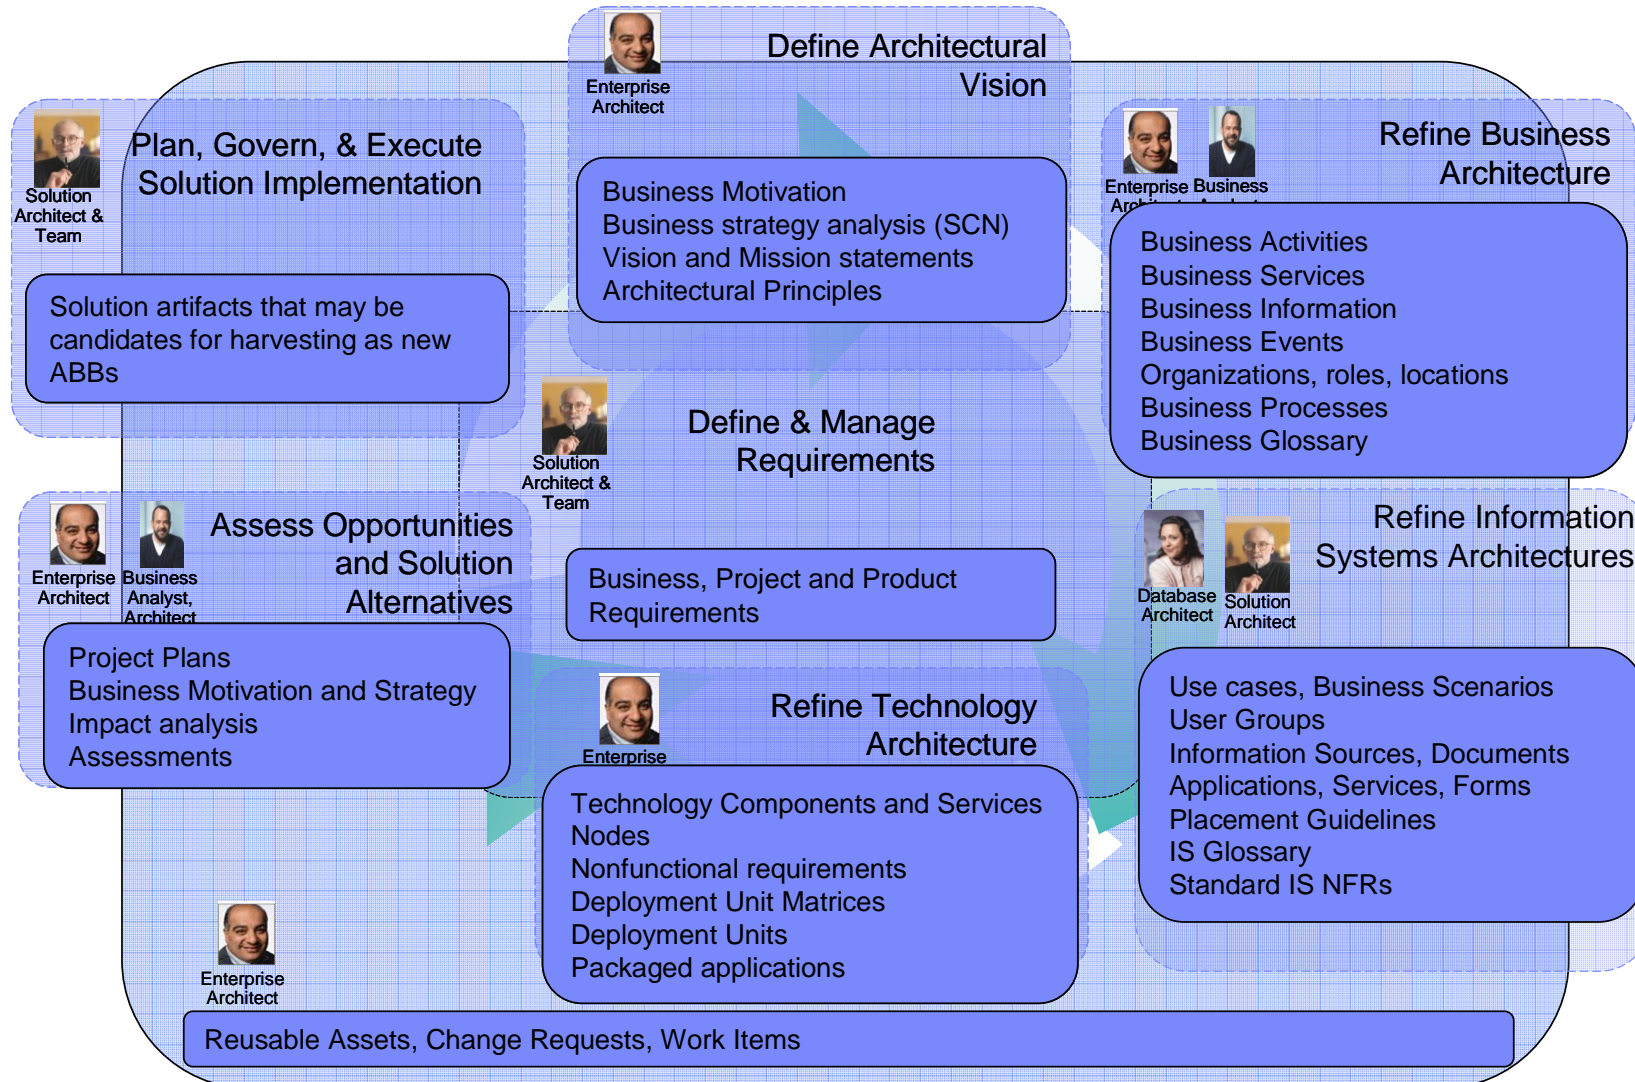 Enterprise
Architect
Define Architectural
Vision
Business Motivation
Business strategy analysis (SCN)
Vision and Mission statements
Architectural Principles
Solution
Architect &
Team
Plan, Govern, & Execute
Solution Implementation
Solution artifacts that may be
candidates for harvesting as new
ABBs
Enterprise
Business
Refine Business
Architecture
Business Activities
Business Services
Business Information
Business Events
Organizations, roles, locations
Business Processes
Business Glossary
Solution
Architect &
Team
Define & Manage
Requirements
Business, Project and Product
Requirements
Enterprise
Architect
Business
Analyst,
Architect
Assess Opportunities
and Solution
Alternatives
Project Plans
Business Motivation and Strategy
Impact analysis
Assessments
Database
Architect
Solution
Architect
Refine Information
Systems Architectures
Use cases, Business Scenarios
User Groups
Information Sources, Documents
Applications, Services, Forms
Placement Guidelines
IS Glossary
Standard IS NFRs
Enterprise
Refine Technology
Architecture
Technology Components and Services
Nodes
Nonfunctional requirements
Deployment Unit Matrices
Deployment Units
Packaged applications
Enterprise
Architect
Reusable Assets, Change Requests, Work Items